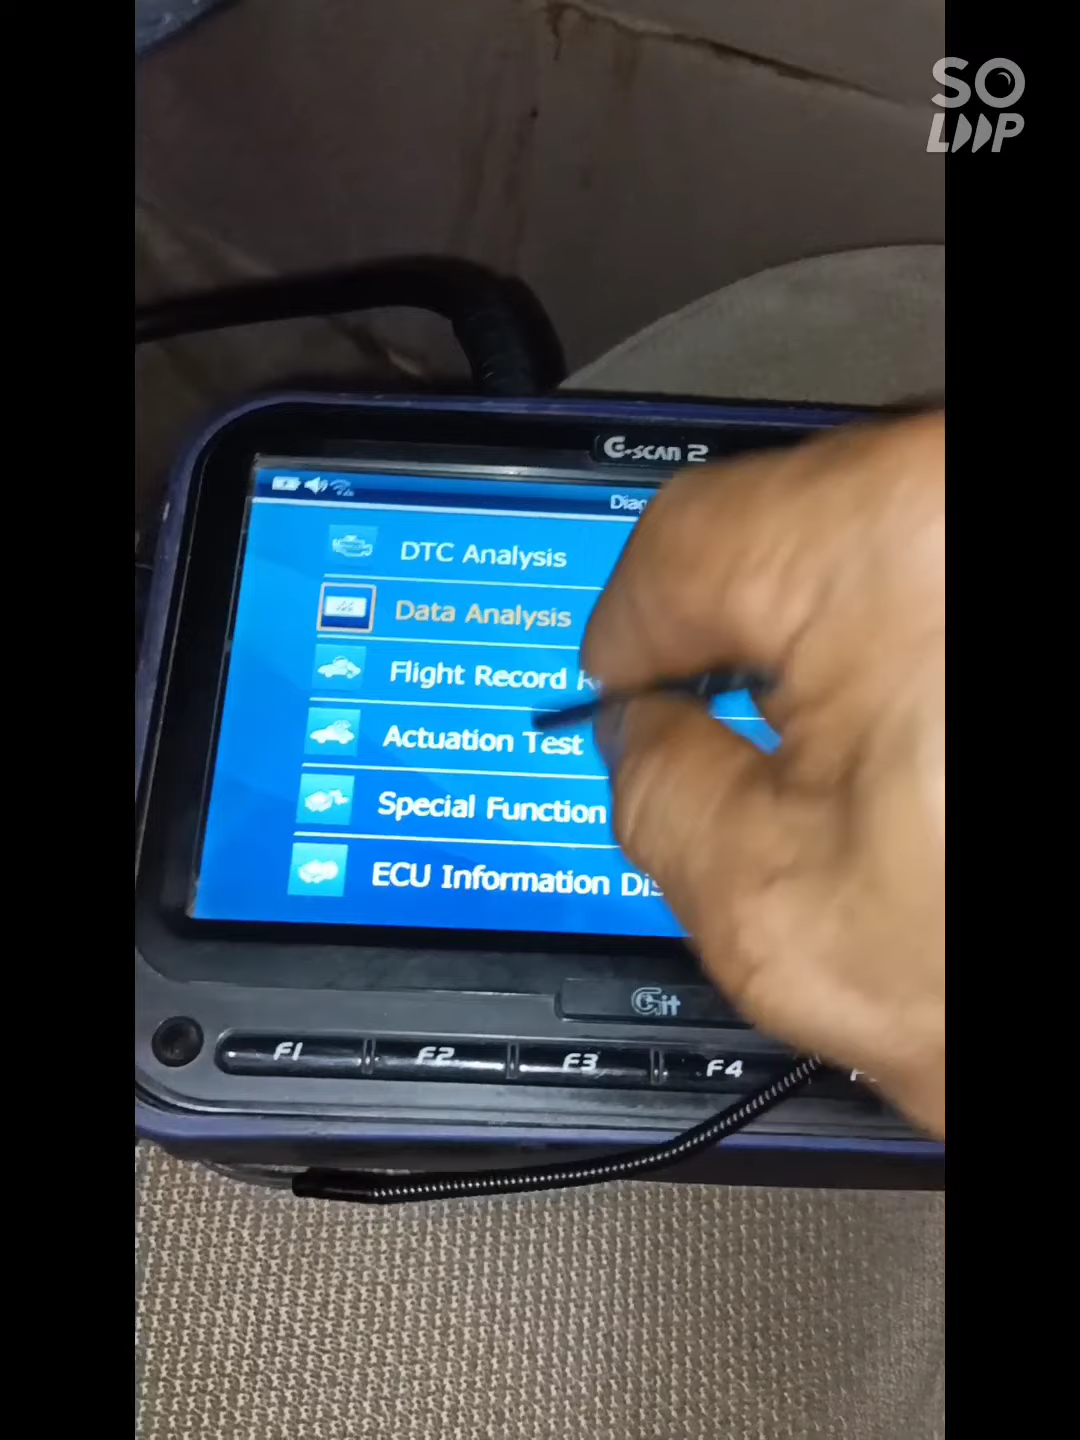 SO
LOOP
G-SCAN 2
DTC Analysis
Data Analysis
Flight Record
Actuation Test
Special Function
ECU Information
Git
F1
F2
F3
F4